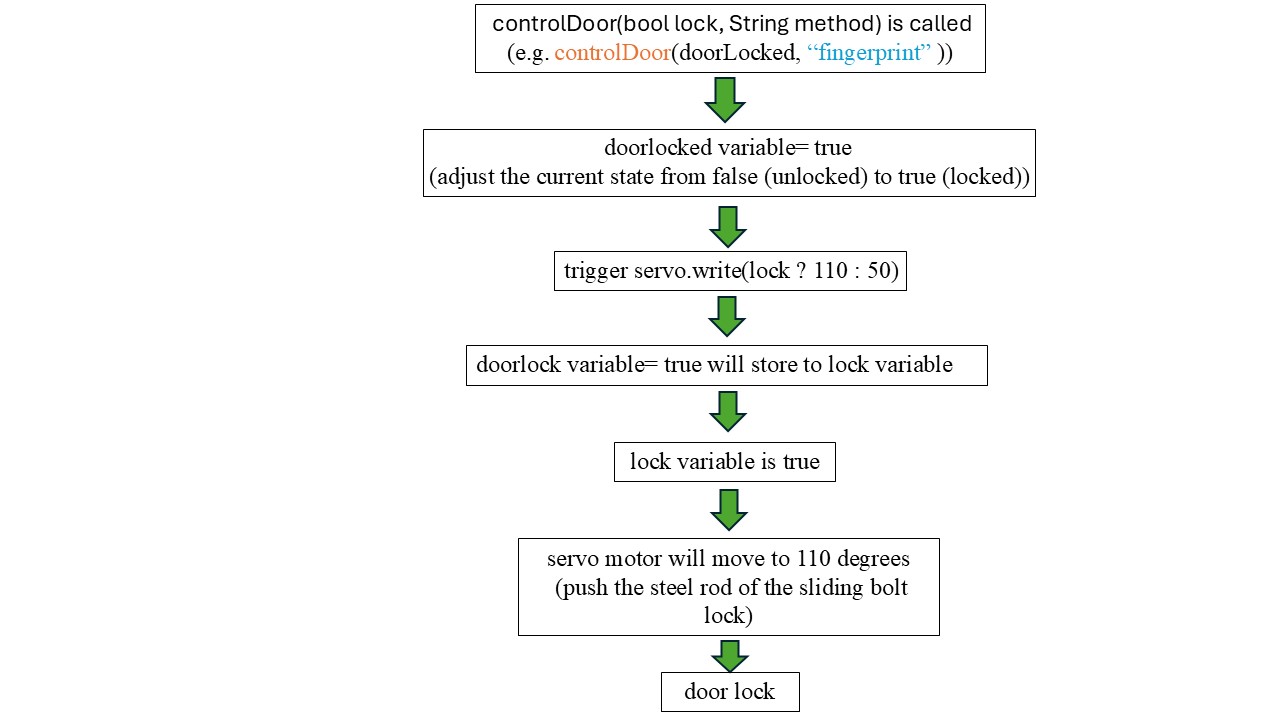 controlDoor(bool lock, String method) is called
(e.g. controlDoor(doorLocked, “fingerprint” ))
doorlocked variable= true
(adjust the current state from false (unlocked) to true (locked))
trigger servo.write(lock ? 110 : 50)
doorlock variable= true will store to lock variable
lock variable is true
servo motor will move to 110 degrees
(push the steel rod of the sliding bolt
lock)
door lock